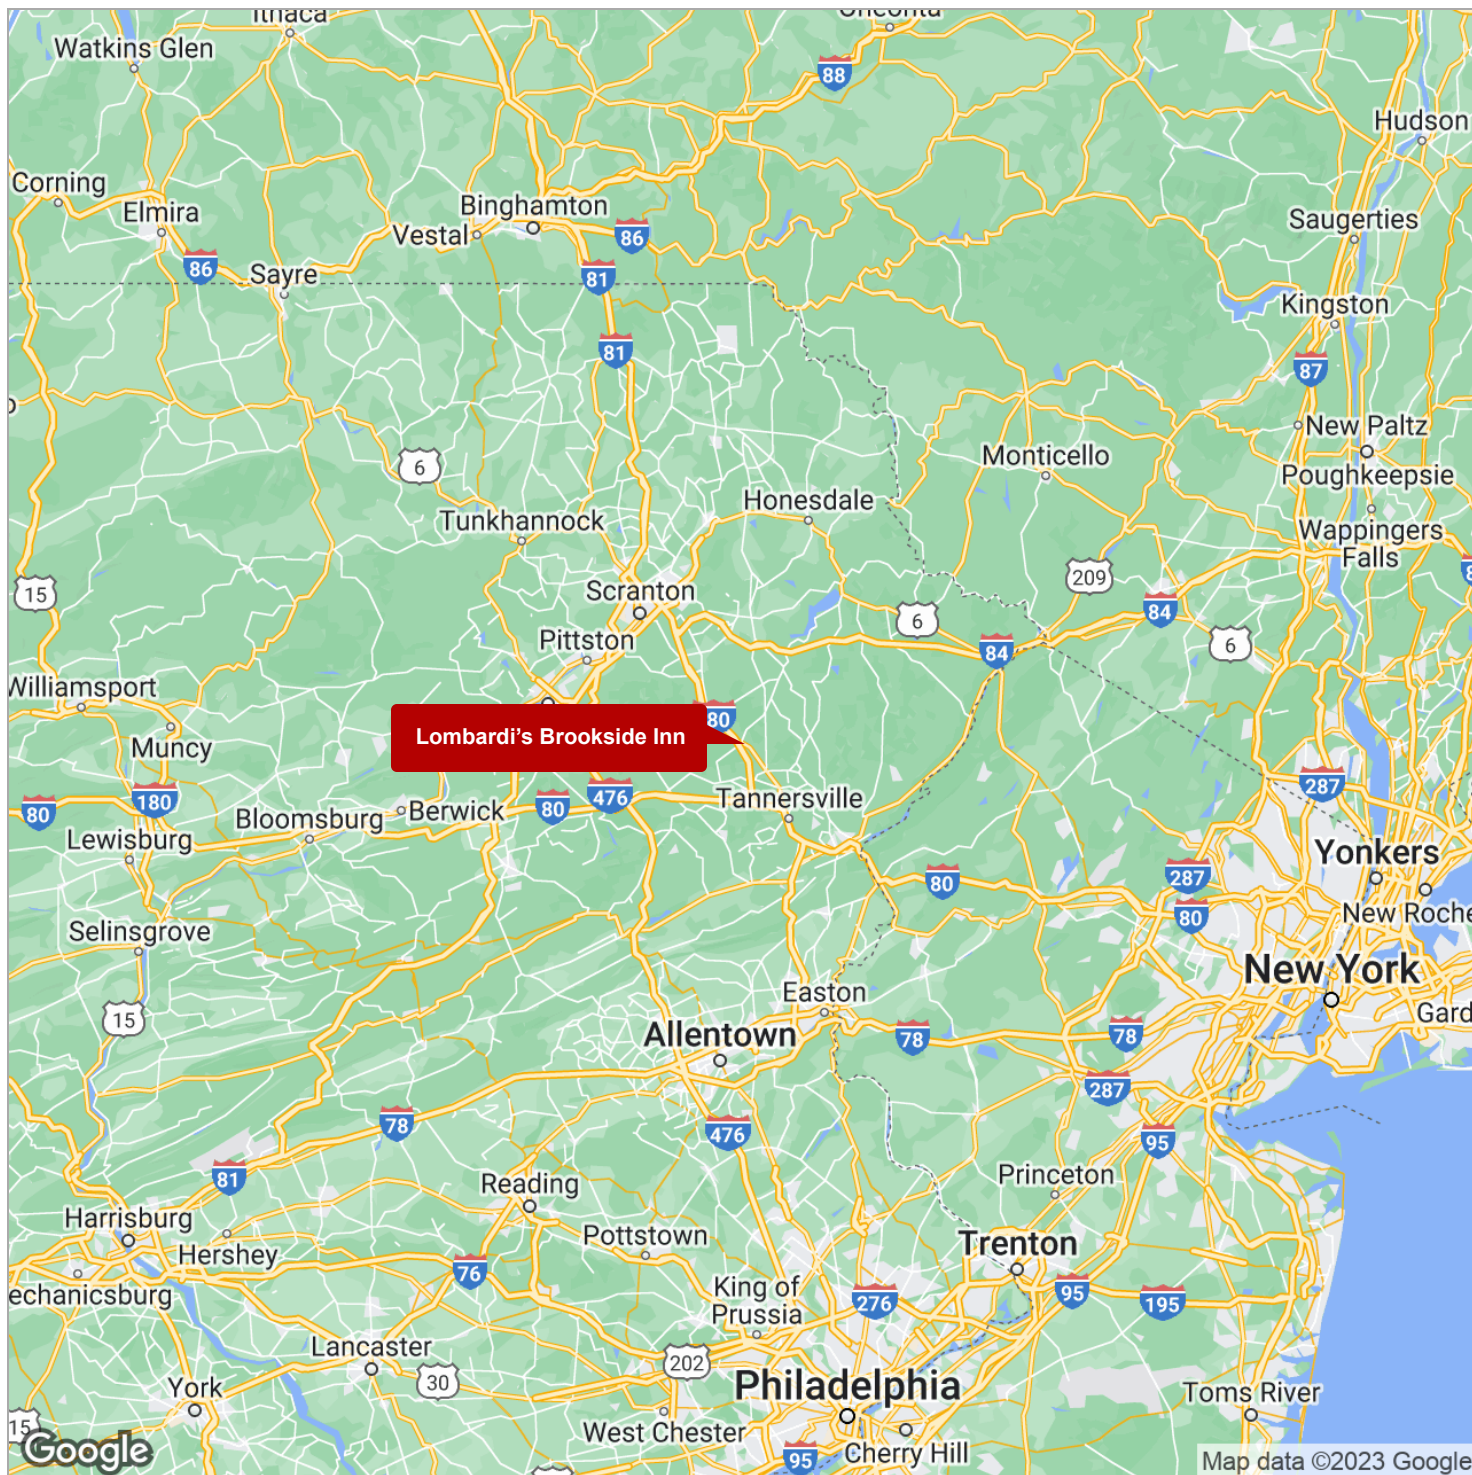 Ithaca
Oneonta
Watkins Glen
88
Hudson
Corning
Elmira
Binghamton
Vestal
86
Saugerties
86
Sayre
81
Kingston
81
87
New Paltz
6
Monticello
Poughkeepsie
Honesdale
Tunkhannock
Wappingers
Falls
15
Scranton
209
84
6
Pittston
84
6
Williamsport
80
Muncy
Lombardi’s Brookside Inn
287
180
476
80
Tannersville
80
Bloomsburg
Berwick
Lewisburg
Yonkers
80
287
80
New Roche
Selinsgrove
New York
Easton
15
Allentown
78
78
Gard
287
78
476
95
81
Reading
Princeton
Harrisburg
Pottstown
Trenton
Hershey
76
King of
Prussia
276
95
195
echanicsburg
Lancaster
202
30
Philadelphia
York
Toms River
15
West Chester
Cherry Hill
95
Google
Map data ©2023 Google